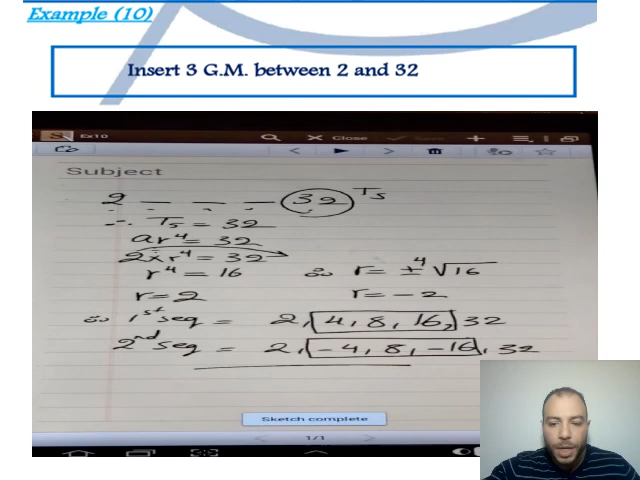 Example (10)
Insert 3 G.M. between 2 and 32
Ex10
Close
Save
Subject
2 — — — 32 T5
∴ T5 = 32
ar⁴ = 32
2 × r⁴ = 32
r⁴ = 16 r = ± ⁴√16
r = 2 r = - 2
1st seq = 2, 4, 8, 16, 32
2nd seq = 2, -4, 8, -16, 32
Sketch complete
1/1